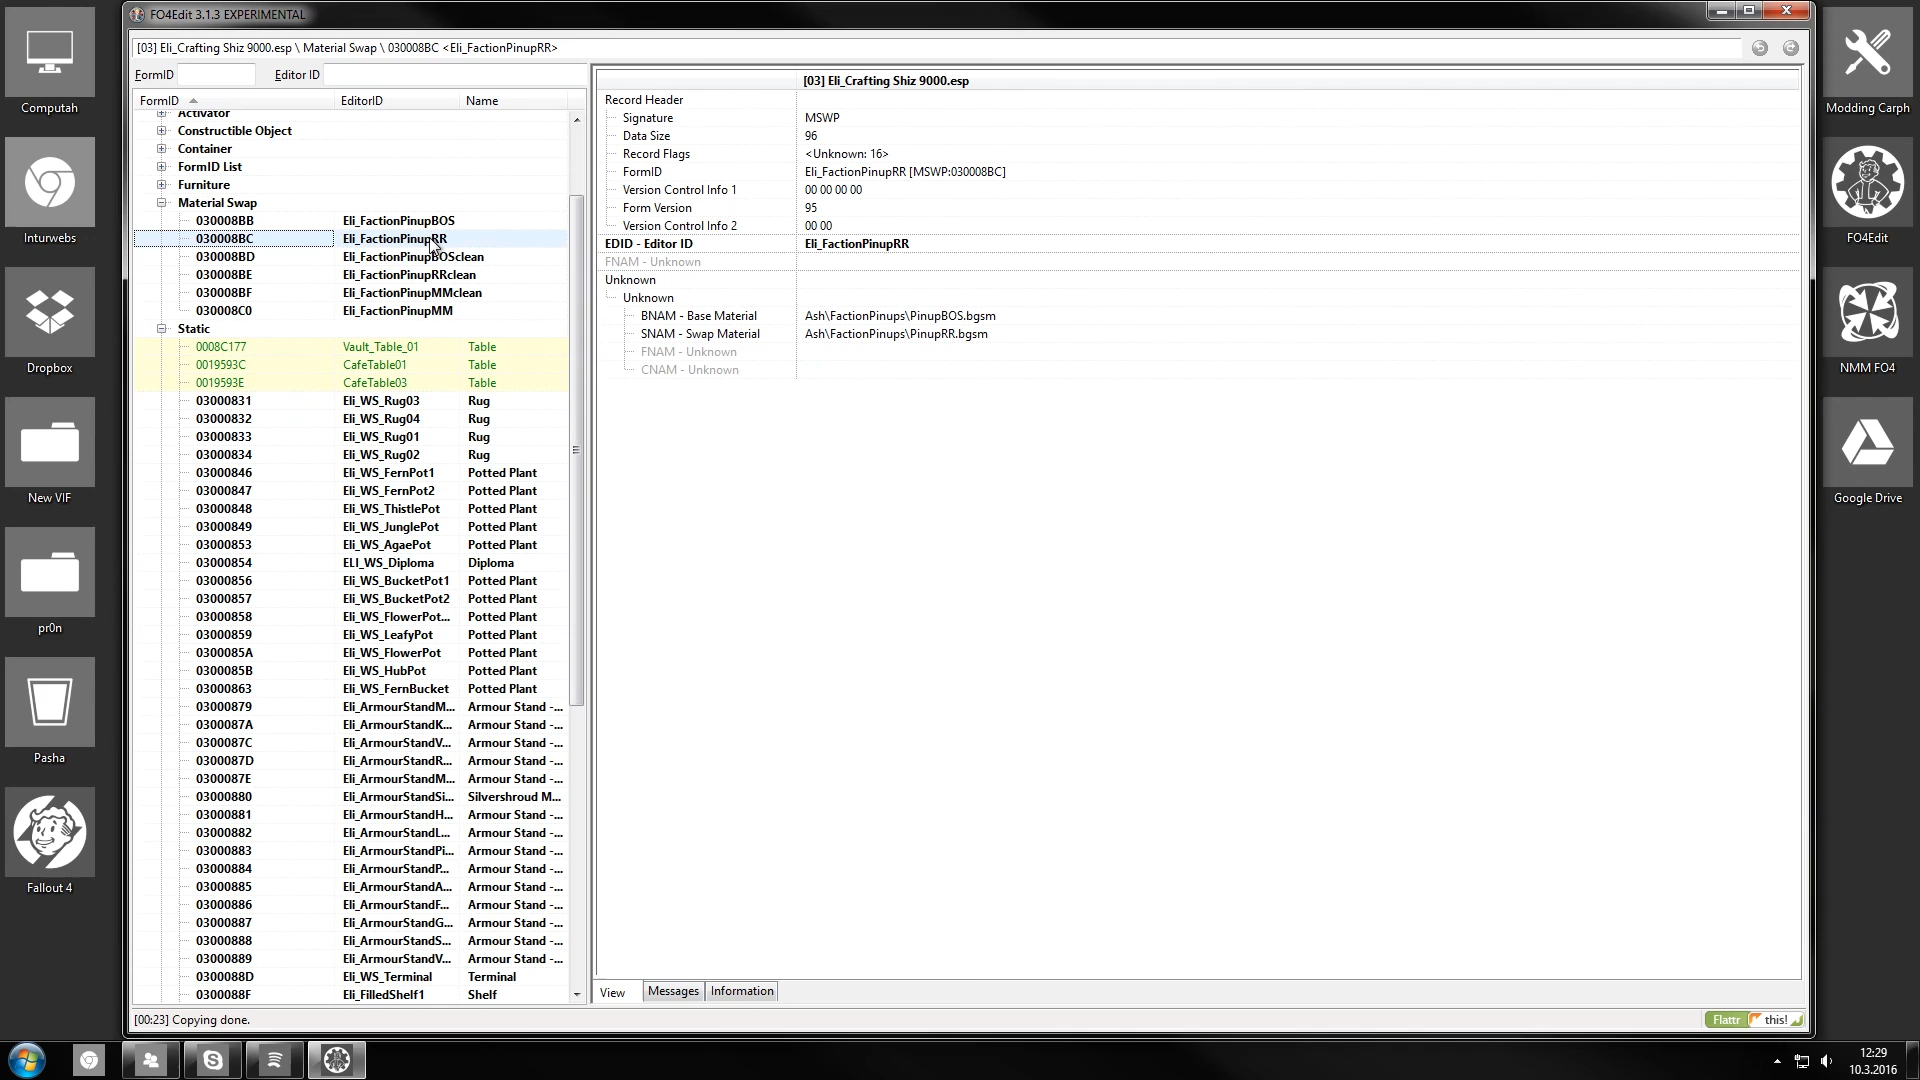 FO4Edit 3.1.3 EXPERIMENTAL
[03] Eli_Crafting Shiz 9000.esp \ Material Swap \ 030008BC <Eli_FactionPinupRR>
FormID
Editor ID
FormID EditorID Name
Activator
Constructible Object
Container
FormID List
Furniture
Material Swap
030008BB Eli_FactionPinupBOS
030008BC Eli_FactionPinupRR
030008BD Eli_FactionPinupBOSclean
030008BE Eli_FactionPinupRRclean
030008BF Eli_FactionPinupMMclean
030008C0 Eli_FactionPinupMM
Static
0008C177 Vault_Table_01 Table
0019593C CafeTable01 Table
0019593E CafeTable03 Table
03000831 Eli_WS_Rug03 Rug
03000832 Eli_WS_Rug04 Rug
03000833 Eli_WS_Rug01 Rug
03000834 Eli_WS_Rug02 Rug
03000846 Eli_WS_FernPot1 Potted Plant
03000847 Eli_WS_FernPot2 Potted Plant
03000848 Eli_WS_ThistlePot Potted Plant
03000849 Eli_WS_JunglePot Potted Plant
03000853 Eli_WS_AgaePot Potted Plant
03000854 ELI_WS_Diploma Diploma
03000856 Eli_WS_BucketPot1 Potted Plant
03000857 Eli_WS_BucketPot2 Potted Plant
03000858 Eli_WS_FlowerPot... Potted Plant
03000859 Eli_WS_LeafyPot Potted Plant
0300085A Eli_WS_FlowerPot Potted Plant
0300085B Eli_WS_HubPot Potted Plant
03000863 Eli_WS_FernBucket Potted Plant
03000879 Eli_ArmourStandM... Armour Stand -...
0300087A Eli_ArmourStandK... Armour Stand -...
0300087C Eli_ArmourStandV... Armour Stand -...
0300087D Eli_ArmourStandR... Armour Stand -...
0300087E Eli_ArmourStandM... Armour Stand -...
03000880 Eli_ArmourStandSi... Silvershroud M...
03000881 Eli_ArmourStandH... Armour Stand -...
03000882 Eli_ArmourStandL... Armour Stand -...
03000883 Eli_ArmourStandPi... Armour Stand -...
03000884 Eli_ArmourStandP... Armour Stand -...
03000885 Eli_ArmourStandA... Armour Stand -...
03000886 Eli_ArmourStandF... Armour Stand -...
03000887 Eli_ArmourStandG... Armour Stand -...
03000888 Eli_ArmourStandS... Armour Stand -...
03000889 Eli_ArmourStandV... Armour Stand -...
0300088D Eli_WS_Terminal Terminal
0300088F Eli_FilledShelf1 Shelf
[03] Eli_Crafting Shiz 9000.esp
Record Header
Signature MSWP
Data Size 96
Record Flags <Unknown: 16>
FormID Eli_FactionPinupRR [MSWP:030008BC]
Version Control Info 1 00 00 00 00
Form Version 95
Version Control Info 2 00 00
EDID - Editor ID Eli_FactionPinupRR
FNAM - Unknown
Unknown
Unknown
BNAM - Base Material Ash\FactionPinups\PinupBOS.bgsm
SNAM - Swap Material Ash\FactionPinups\PinupRR.bgsm
FNAM - Unknown
CNAM - Unknown
View Messages Information
[00:23] Copying done.
Flattr this!
Computah
Inturwebs
Dropbox
New VIF
pr0n
Pasha
Fallout 4
Modding Carph
FO4Edit
NMM FO4
Google Drive
12:29
10.3.2016